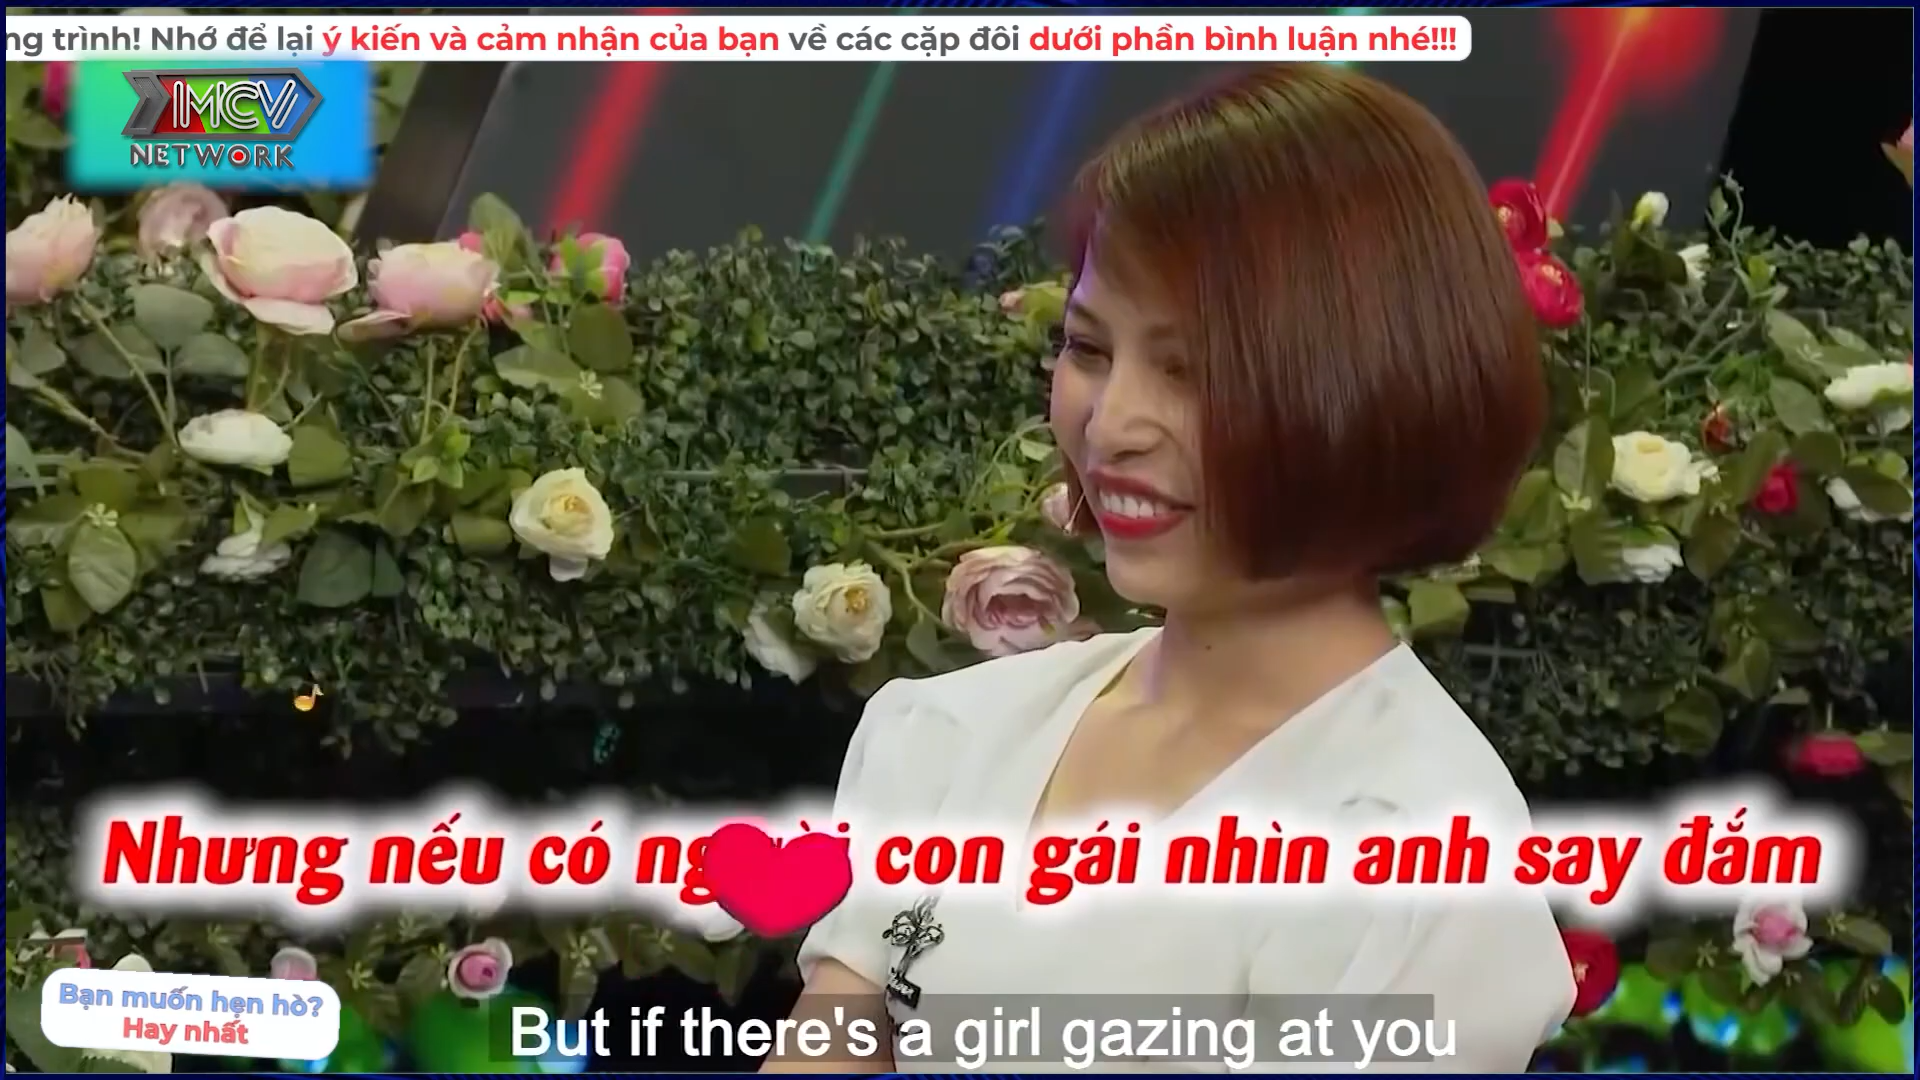 ng trình! Nhớ để lại ý kiến và cảm nhận của bạn về các cặp đôi dưới phần bình luận nhé!!!
MCV
NETWORK
Nhưng nếu có người con gái nhìn anh say đắm
Bạn muốn hẹn hò?
Hay nhất
But if there's a girl gazing at you